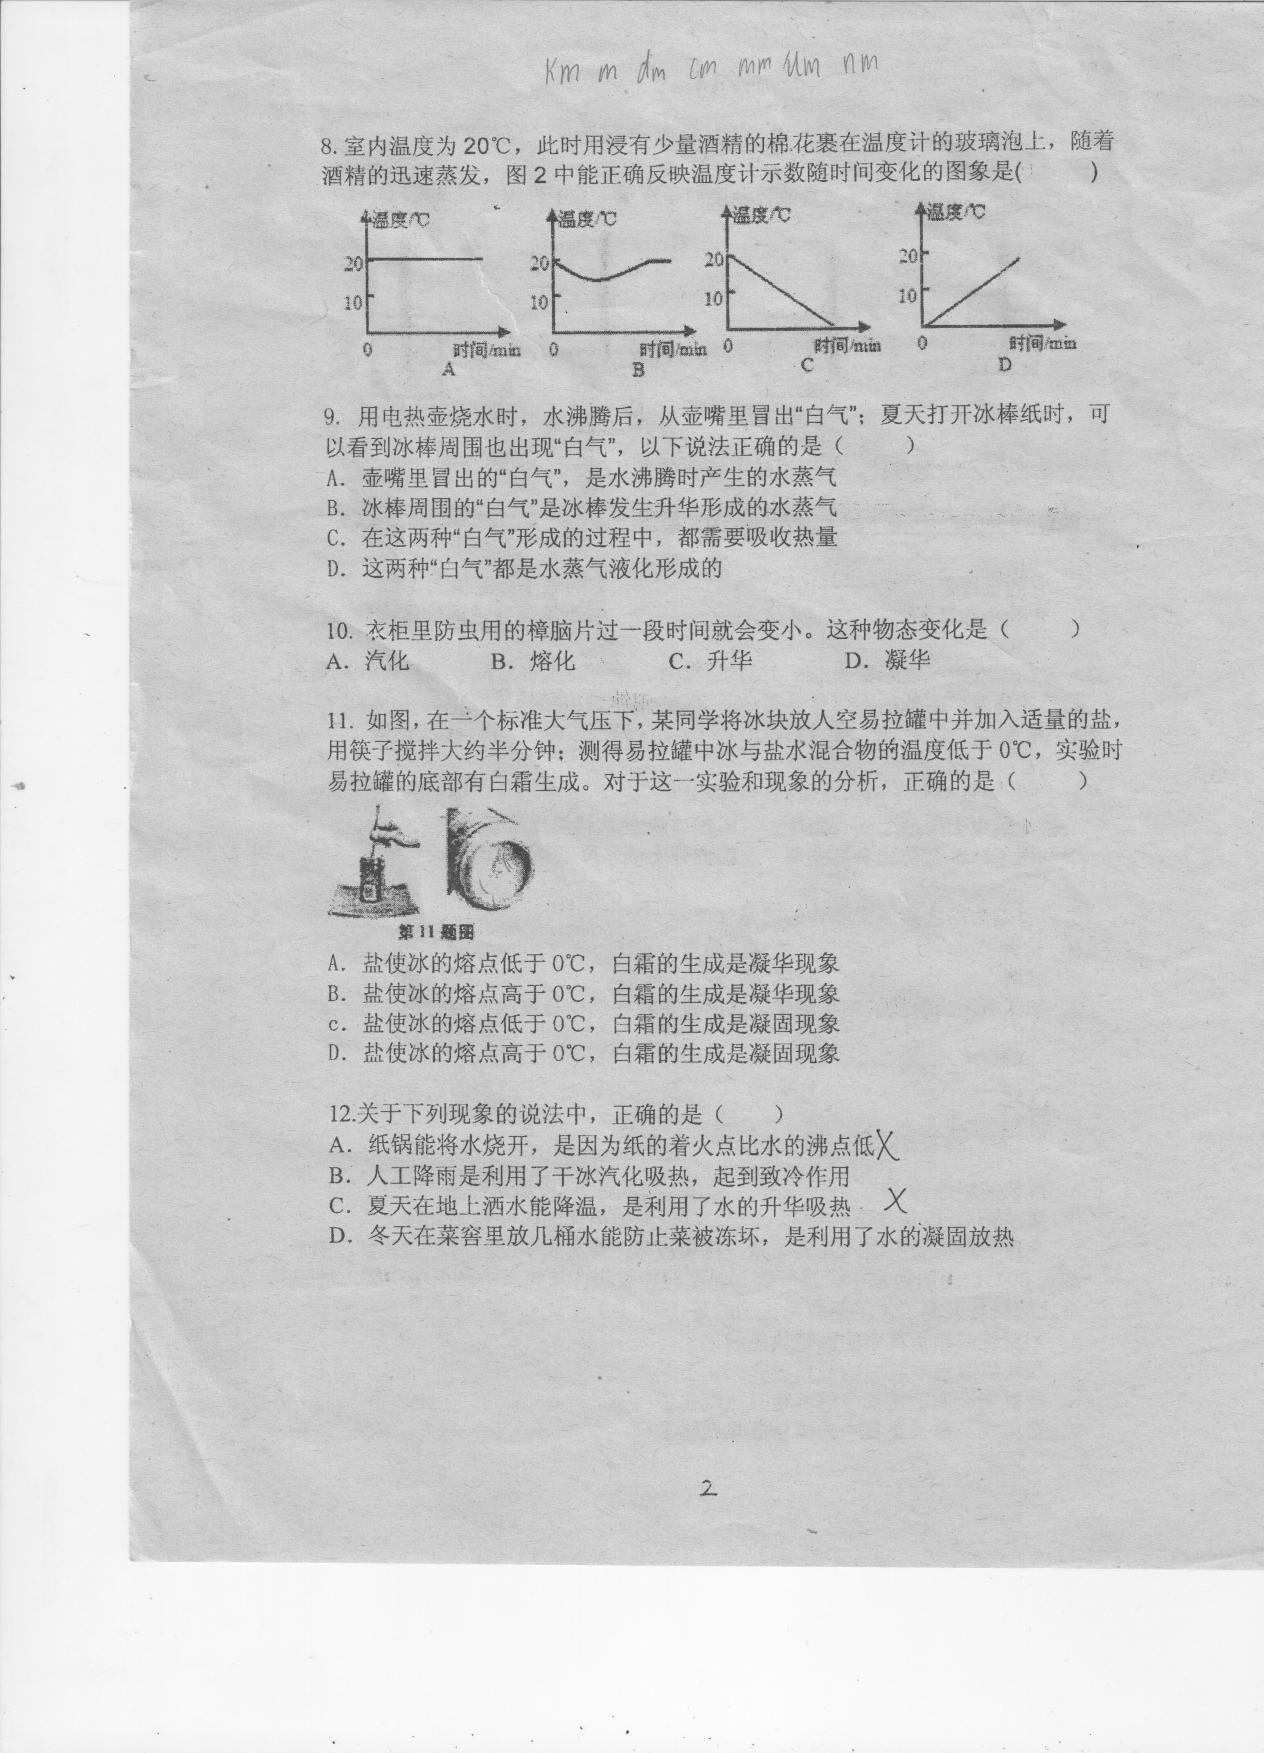 Km m dm cm mm um nm
8.室内温度为20℃，此时用浸有少量酒精的棉花裹在温度计的玻璃泡上，随着
酒精的迅速蒸发，图2中能正确反映温度计示数随时间变化的图象是( )
温度/℃ 温度/℃ 温度/℃ 温度/℃
20 20 20 20
10 10 10 10
0 时间/min 0 时间/min 0 时间/min 0 时间/min
A B C D
9. 用电热壶烧水时，水沸腾后，从壶嘴里冒出“白气”；夏天打开冰棒纸时，可
以看到冰棒周围也出现“白气”，以下说法正确的是（ ）
A．壶嘴里冒出的“白气”，是水沸腾时产生的水蒸气
B．冰棒周围的“白气”是冰棒发生升华形成的水蒸气
C．在这两种“白气”形成的过程中，都需要吸收热量
D．这两种“白气”都是水蒸气液化形成的
10. 衣柜里防虫用的樟脑片过一段时间就会变小。这种物态变化是（ ）
A．汽化 B．熔化 C．升华 D．凝华
11. 如图，在一个标准大气压下，某同学将冰块放人空易拉罐中并加入适量的盐，
用筷子搅拌大约半分钟；测得易拉罐中冰与盐水混合物的温度低于0℃，实验时
易拉罐的底部有白霜生成。对于这一实验和现象的分析，正确的是（ ）
第11题图
A．盐使冰的熔点低于0℃，白霜的生成是凝华现象
B．盐使冰的熔点高于0℃，白霜的生成是凝华现象
c．盐使冰的熔点低于0℃，白霜的生成是凝固现象
D．盐使冰的熔点高于0℃，白霜的生成是凝固现象
12.关于下列现象的说法中，正确的是（ ）
A．纸锅能将水烧开，是因为纸的着火点比水的沸点低 X
B．人工降雨是利用了干冰汽化吸热，起到致冷作用
C．夏天在地上洒水能降温，是利用了水的升华吸热 X
D．冬天在菜窖里放几桶水能防止菜被冻坏，是利用了水的凝固放热
2